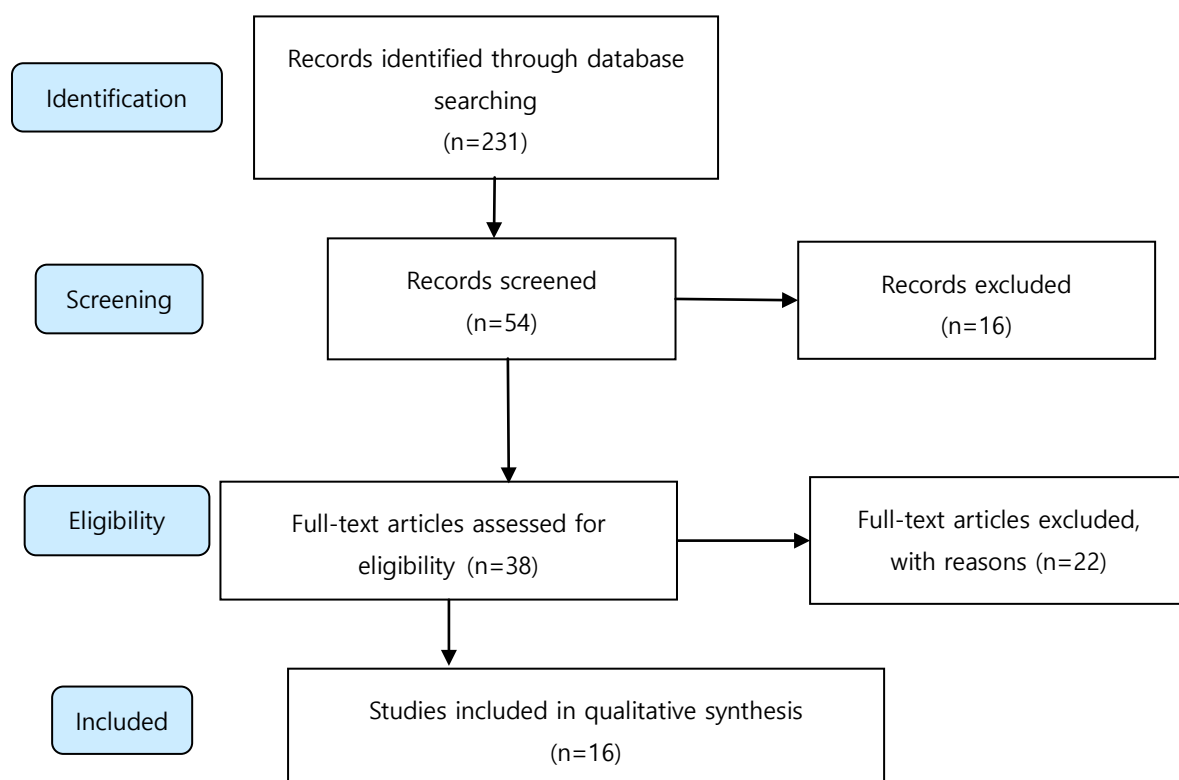 Identification
Records identified through database
searching
(n=231)
Screening
Records screened
(n=54)
Records excluded
(n=16)
Eligibility
Full-text articles assessed for
eligibility (n=38)
Full-text articles excluded,
with reasons (n=22)
Included
Studies included in qualitative synthesis
(n=16)